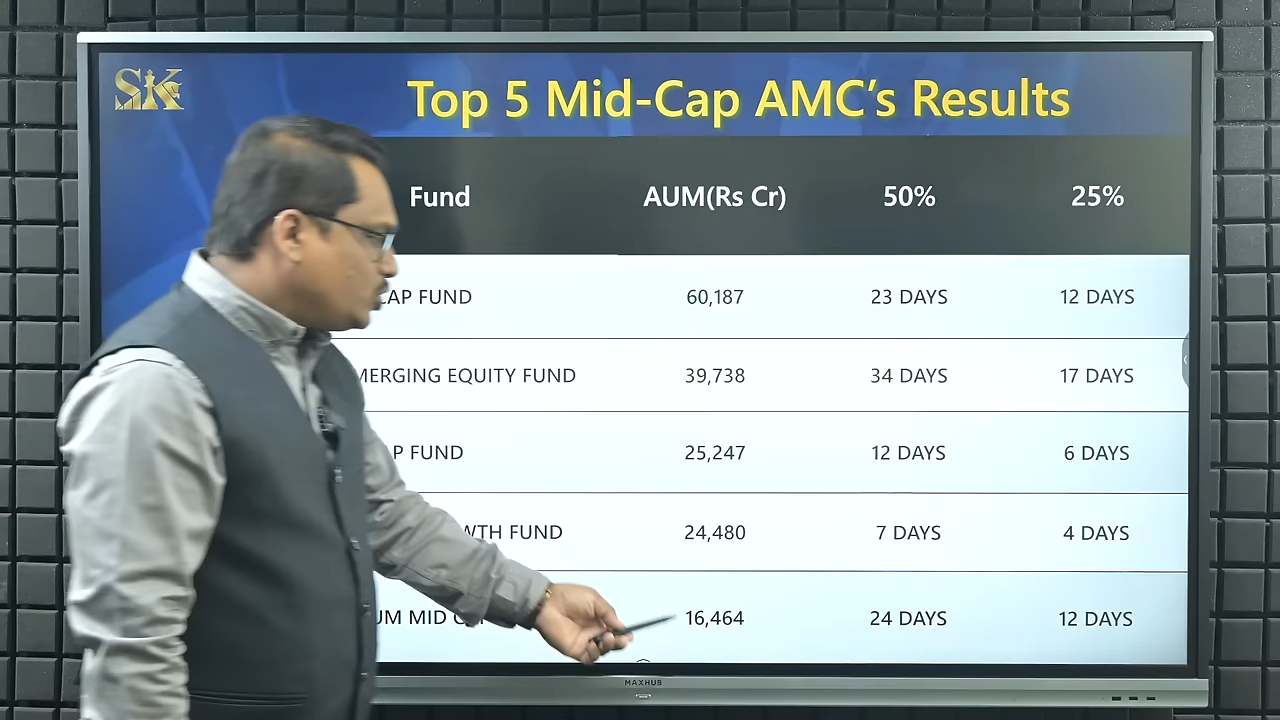 SK
Top 5 Mid-Cap AMC's Results
Fund AUM(Rs Cr) 50% 25%
CAP FUND 60,187 23 DAYS 12 DAYS
MERGING EQUITY FUND 39,738 34 DAYS 17 DAYS
P FUND 25,247 12 DAYS 6 DAYS
WTH FUND 24,480 7 DAYS 4 DAYS
UM MID 16,464 24 DAYS 12 DAYS
MAXHUB